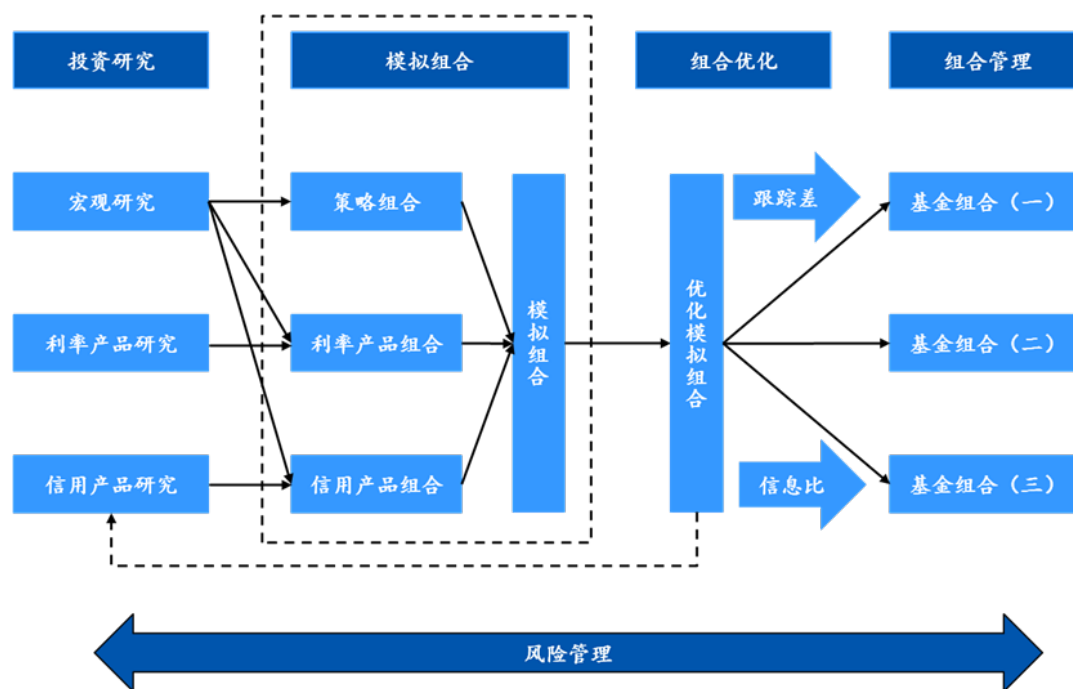 投资研究
模拟组合
组合优化
组合管理
宏观研究
策略组合
跟踪差
基金组合（一）
利率产品研究
利率产品组合
模拟组合
优化模拟组合
基金组合（二）
信用产品研究
信用产品组合
信息比
基金组合（三）
风险管理